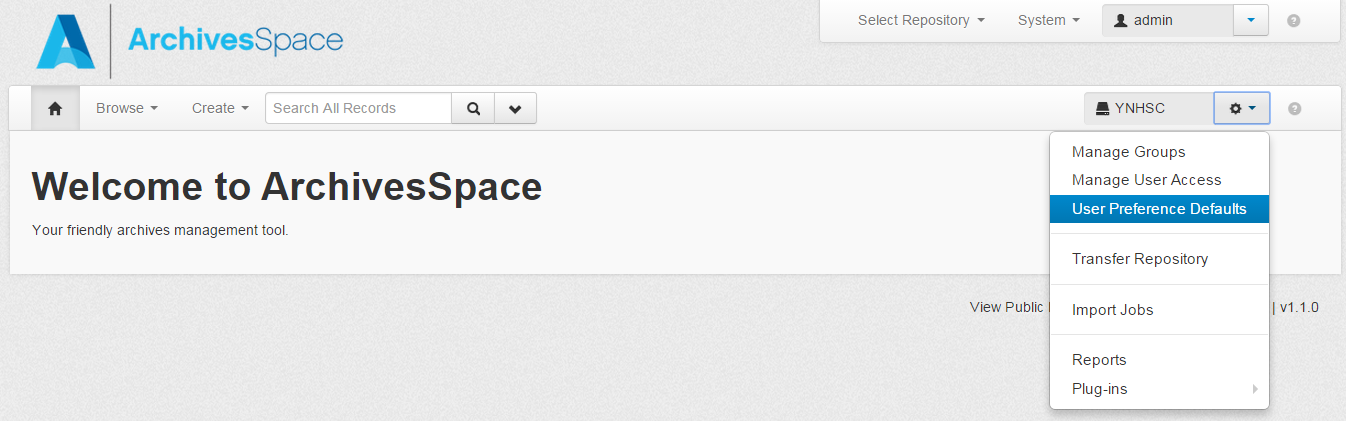 ArchivesSpace
Select Repository
System
admin
?
Browse
Create
Search All Records
YNHSC
?
Manage Groups
Manage User Access
User Preference Defaults
Transfer Repository
Import Jobs
Reports
Plug-ins
Welcome to ArchivesSpace
Your friendly archives management tool.
View Public
| v1.1.0